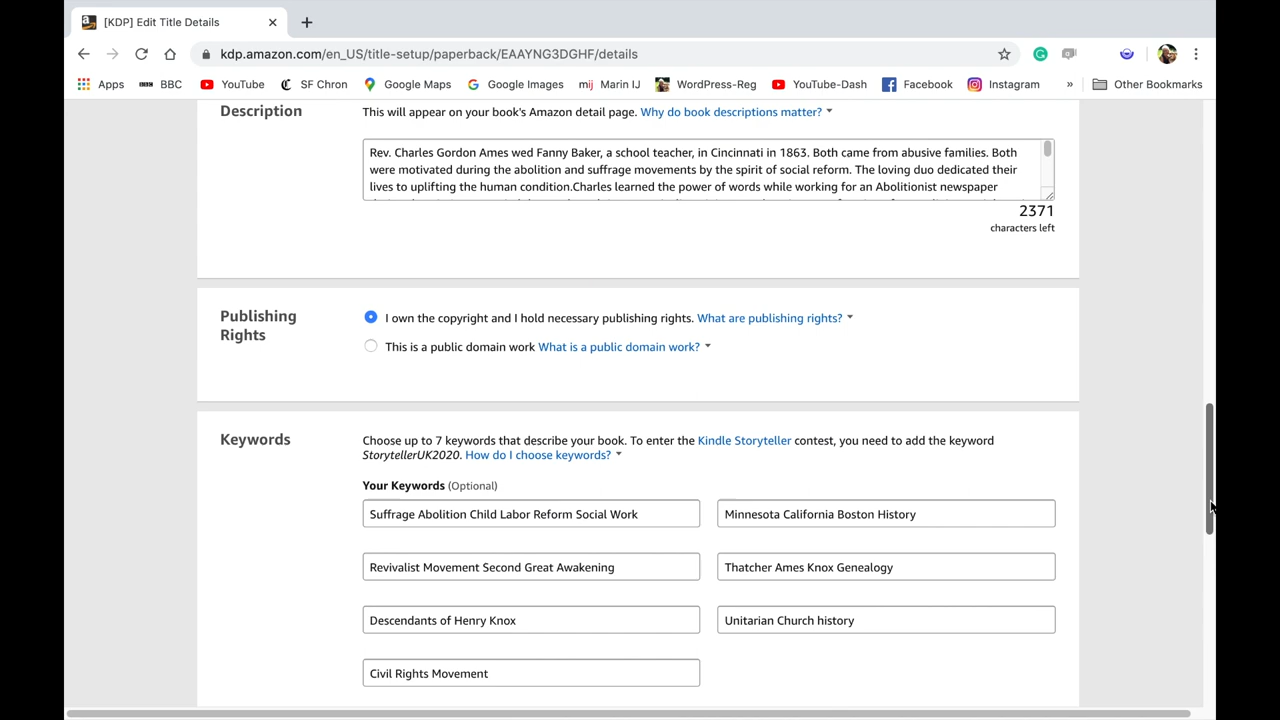 [KDP] Edit Title Details
kdp.amazon.com/en_US/title-setup/paperback/EAAYNG3DGHF/details
Apps BBC YouTube SF Chron Google Maps Google Images mij Marin IJ WordPress-Reg YouTube-Dash Facebook Instagram » Other Bookmarks
Description
This will appear on your book's Amazon detail page. Why do book descriptions matter?
Rev. Charles Gordon Ames wed Fanny Baker, a school teacher, in Cincinnati in 1863. Both came from abusive families. Both
were motivated during the abolition and suffrage movements by the spirit of social reform. The loving duo dedicated their
lives to uplifting the human condition.Charles learned the power of words while working for an Abolitionist newspaper
2371
characters left
Publishing
Rights
I own the copyright and I hold necessary publishing rights. What are publishing rights?
This is a public domain work What is a public domain work?
Keywords
Choose up to 7 keywords that describe your book. To enter the Kindle Storyteller contest, you need to add the keyword
StorytellerUK2020. How do I choose keywords?
Your Keywords (Optional)
Suffrage Abolition Child Labor Reform Social Work
Minnesota California Boston History
Revivalist Movement Second Great Awakening
Thatcher Ames Knox Genealogy
Descendants of Henry Knox
Unitarian Church history
Civil Rights Movement